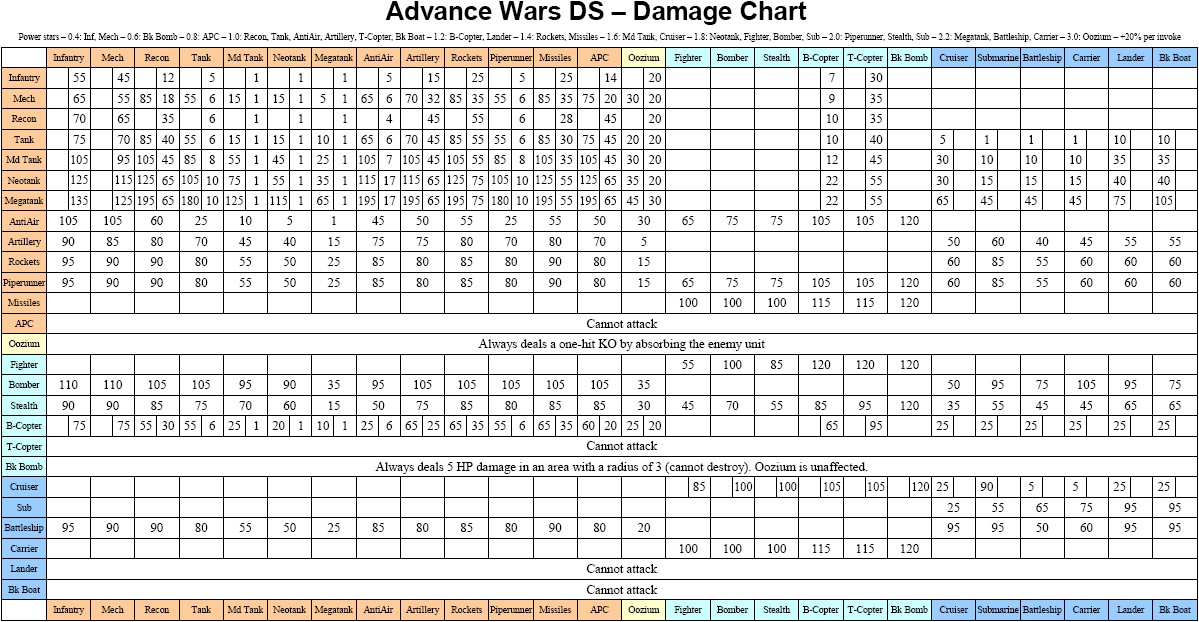 Advance Wars DS – Damage Chart
Power stars – 0.4: Inf, Mech – 0.6: Bk Bomb – 0.8: APC – 1.0: Recon, Tank, AntiAir, Artillery, T-Copter, Bk Boat – 1.2: B-Copter, Lander – 1.4: Rockets, Missiles – 1.6: Md Tank, Cruiser – 1.8: Neotank, Fighter, Bomber, Sub – 2.0: Piperunner, Stealth, Sub – 2.2: Megatank, Battleship, Carrier – 3.0: Oozium – +20% per invoke
Infantry Mech Recon Tank Md Tank Neotank Megatank AntiAir Artillery Rockets Piperunner Missiles APC Oozium Fighter Bomber Stealth B-Copter T-Copter Bk Bomb Cruiser Submarine Battleship Carrier Lander Bk Boat
Infantry 55 45 12 5 1 1 1 5 15 25 5 25 14 20 7 30
Mech 65 55 85 18 55 6 15 1 15 1 5 1 65 6 70 32 85 35 55 6 85 35 75 20 30 20 9 35
Recon 70 65 35 6 1 1 1 4 45 55 6 28 45 20 10 35
Tank 75 70 85 40 55 6 15 1 15 1 10 1 65 6 70 45 85 55 55 6 85 30 75 45 20 20 10 40 5 1 1 1 10 10
Md Tank 105 95 105 45 85 8 55 1 45 1 25 1 105 7 105 45 105 55 85 8 105 35 105 45 30 20 12 45 30 10 10 10 35 35
Neotank 125 115 125 65 105 10 75 1 55 1 35 1 115 17 115 65 125 75 105 10 125 55 125 65 35 20 22 55 30 15 15 15 40 40
Megatank 135 125 195 65 180 10 125 1 115 1 65 1 195 17 195 65 195 75 180 10 195 55 195 65 45 30 22 55 65 45 45 45 75 105
AntiAir 105 105 60 25 10 5 1 45 50 55 25 55 50 30 65 75 75 105 105 120
Artillery 90 85 80 70 45 40 15 75 75 80 70 80 70 5 50 60 40 45 55 55
Rockets 95 90 90 80 55 50 25 85 80 85 80 90 80 15 60 85 55 60 60 60
Piperunner 95 90 90 80 55 50 25 85 80 85 80 90 80 15 65 75 75 105 105 120 60 85 55 60 60 60
Missiles 100 100 100 115 115 120
APC Cannot attack
Oozium Always deals a one-hit KO by absorbing the enemy unit
Fighter 55 100 85 120 120 120
Bomber 110 110 105 105 95 90 35 95 105 105 105 105 105 35 50 95 75 105 95 75
Stealth 90 90 85 75 70 60 15 50 75 85 80 85 85 30 45 70 55 85 95 120 35 55 45 45 65 65
B-Copter 75 75 55 30 55 6 25 1 20 1 10 1 25 6 65 25 65 35 55 6 65 35 60 20 25 20 65 95 25 25 25 25 25 25
T-Copter Cannot attack
Bk Bomb Always deals 5 HP damage in an area with a radius of 3 (cannot destroy). Oozium is unaffected.
Cruiser 85 100 100 105 105 120 25 90 5 5 25 25
Sub 25 55 65 75 95 95
Battleship 95 90 90 80 55 50 25 85 80 85 80 90 80 20 95 95 50 60 95 95
Carrier 100 100 100 115 115 120
Lander Cannot attack
Bk Boat Cannot attack
Infantry Mech Recon Tank Md Tank Neotank Megatank AntiAir Artillery Rockets Piperunner Missiles APC Oozium Fighter Bomber Stealth B-Copter T-Copter Bk Bomb Cruiser Submarine Battleship Carrier Lander Bk Boat